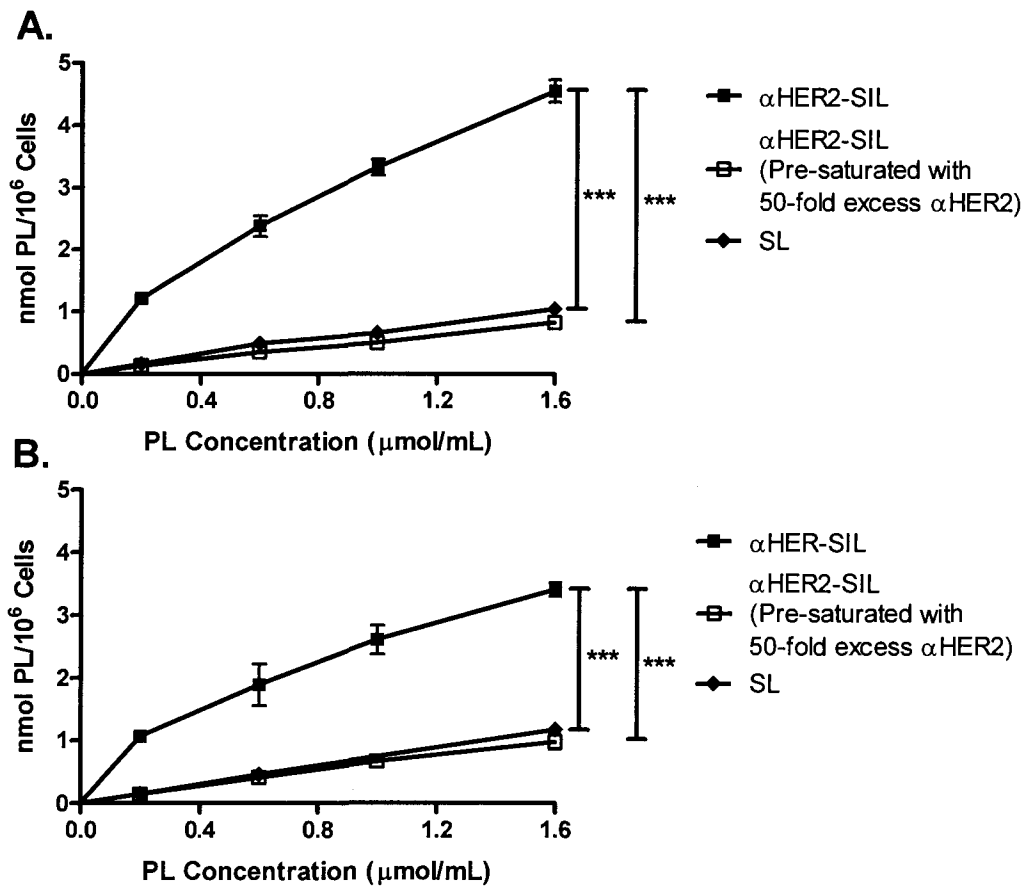 A.
5
4
3
2
1
0
nmol PL/10⁶ Cells
0.0 0.4 0.8 1.2 1.6
PL Concentration (μmol/mL)
***
***
αHER2-SIL
αHER2-SIL
(Pre-saturated with
50-fold excess αHER2)
SL
B.
5
4
3
2
1
0
nmol PL/10⁶ Cells
0.0 0.4 0.8 1.2 1.6
PL Concentration (μmol/mL)
***
***
αHER-SIL
αHER2-SIL
(Pre-saturated with
50-fold excess αHER2)
SL